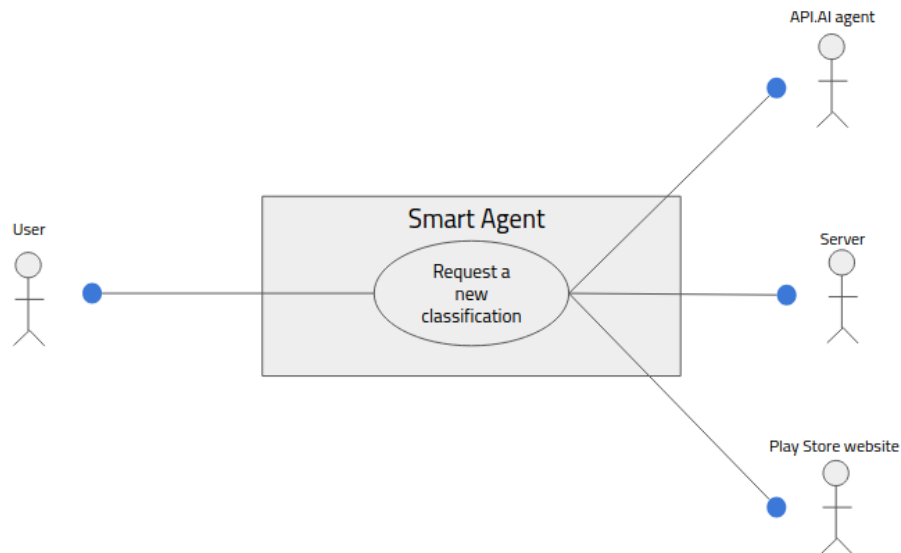 API.AI agent
Smart Agent
User
Server
Request a
new
classification
Play Store website